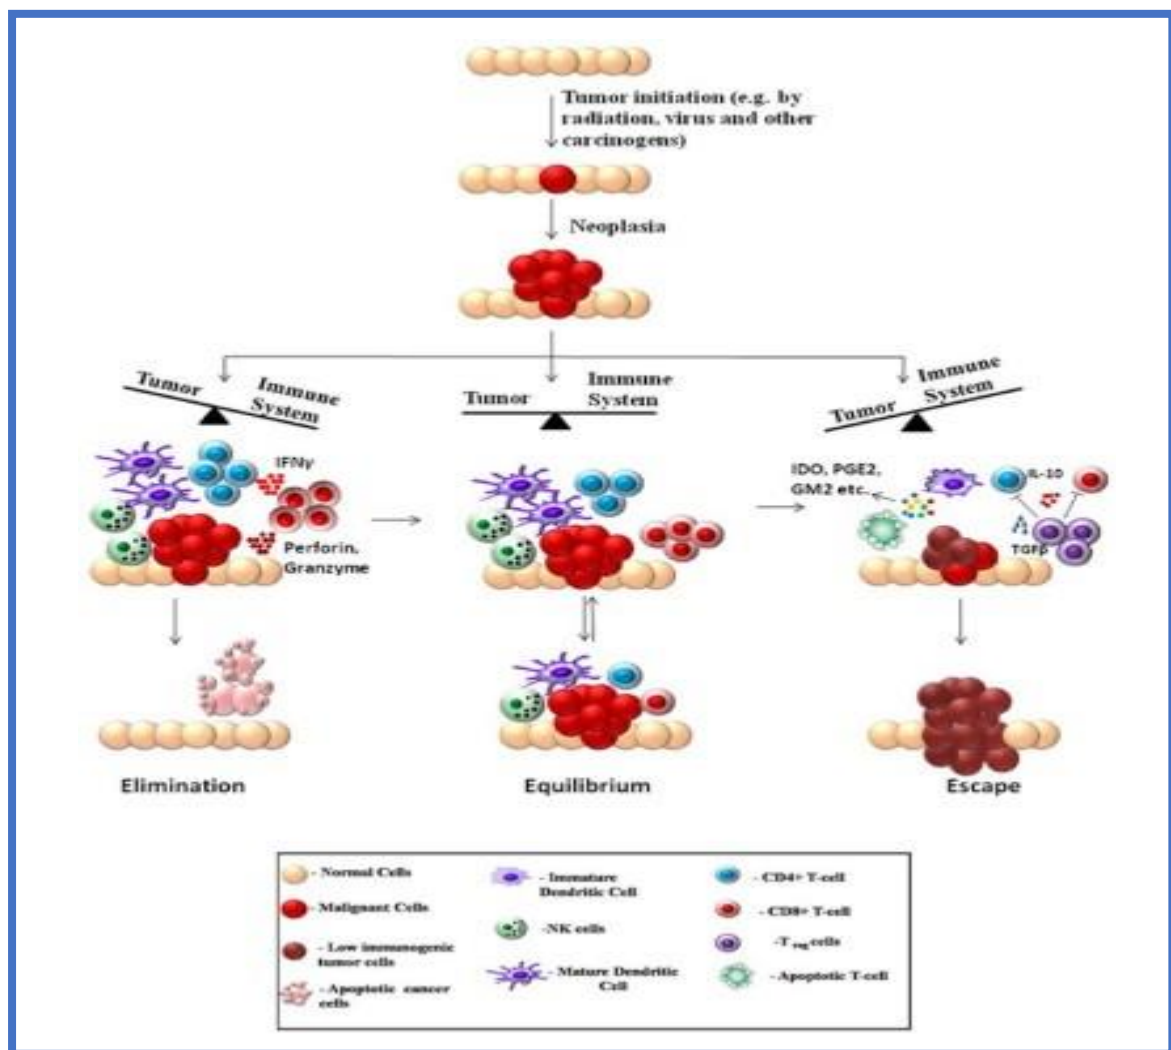 Tumor initiation (e.g. by
radiation, virus and other
carcinogens)
Neoplasia
Tumor
Immune
System
Tumor
Immune
System
Tumor
Immune
System
IFNγ
Perforin,
Granzyme
IDO, PGE2,
GM2 etc.
IL-10
TGFβ
Elimination
Equilibrium
Escape
- Normal Cells
- Malignant Cells
- Low immunogenic
tumor cells
- Apoptotic cancer
cells
- Immature
Dendritic Cell
-NK cells
- Mature Dendritic
Cell
- CD4+ T-cell
- CD8+ T-cell
-T reg cells
- Apoptotic T-cell